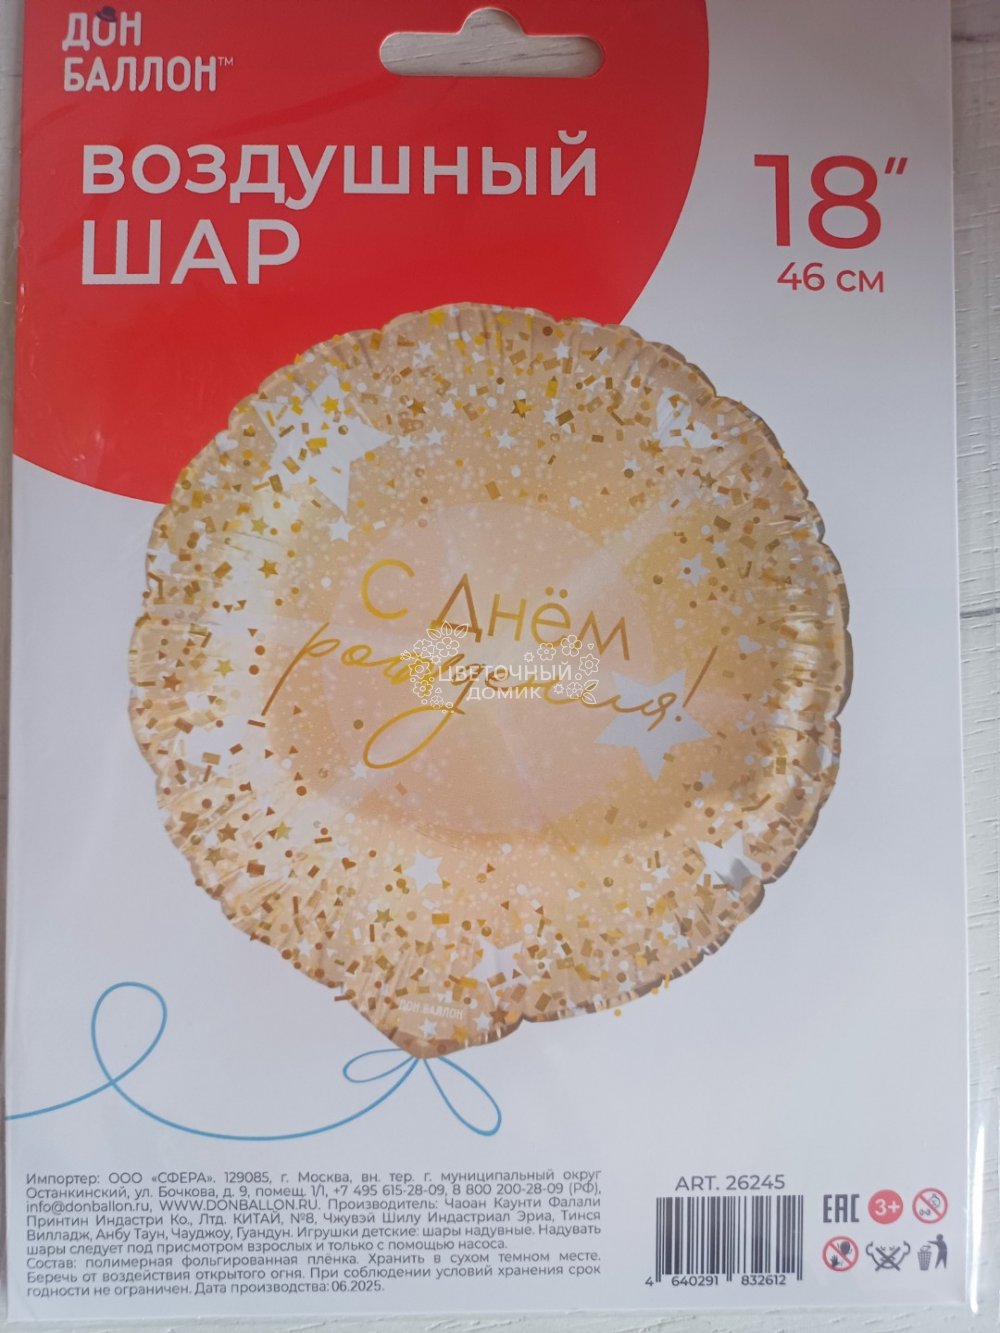 ДОН
БАЛЛОН™
ВОЗДУШНЫЙ
ШАР
18”
46 см
С Днём
рождения!
ЦВЕТОЧНЫЙ
ДОМИК
ДОН БАЛЛОН
Импортер: ООО «СФЕРА». 129085, г. Москва, вн. тер. г. муниципальный округ
Останкинский, ул. Бочкова, д. 9, помещ. 1/1, +7 495 615-28-09, 8 800 200-28-09 (РФ),
info@donballon.ru, WWW.DONBALLON.RU. Производитель: Чаоан Каунти Фалали
Принтин Индастри Ко., Лтд. КИТАЙ, №8, Чжувэй Шилу Индастриал Эриа, Тинся
Вилладж, Анбу Таун, Чауджоу, Гуандун. Игрушки детские: шары надувные. Надувать
шары следует под присмотром взрослых и только с помощью насоса.
Состав: полимерная фольгированная плёнка. Хранить в сухом темном месте.
Беречь от воздействия открытого огня. При соблюдении условий хранения срок
годности не ограничен. Дата производства: 06.2025.
АРТ. 26245
4 640291 832612
EAC
3+